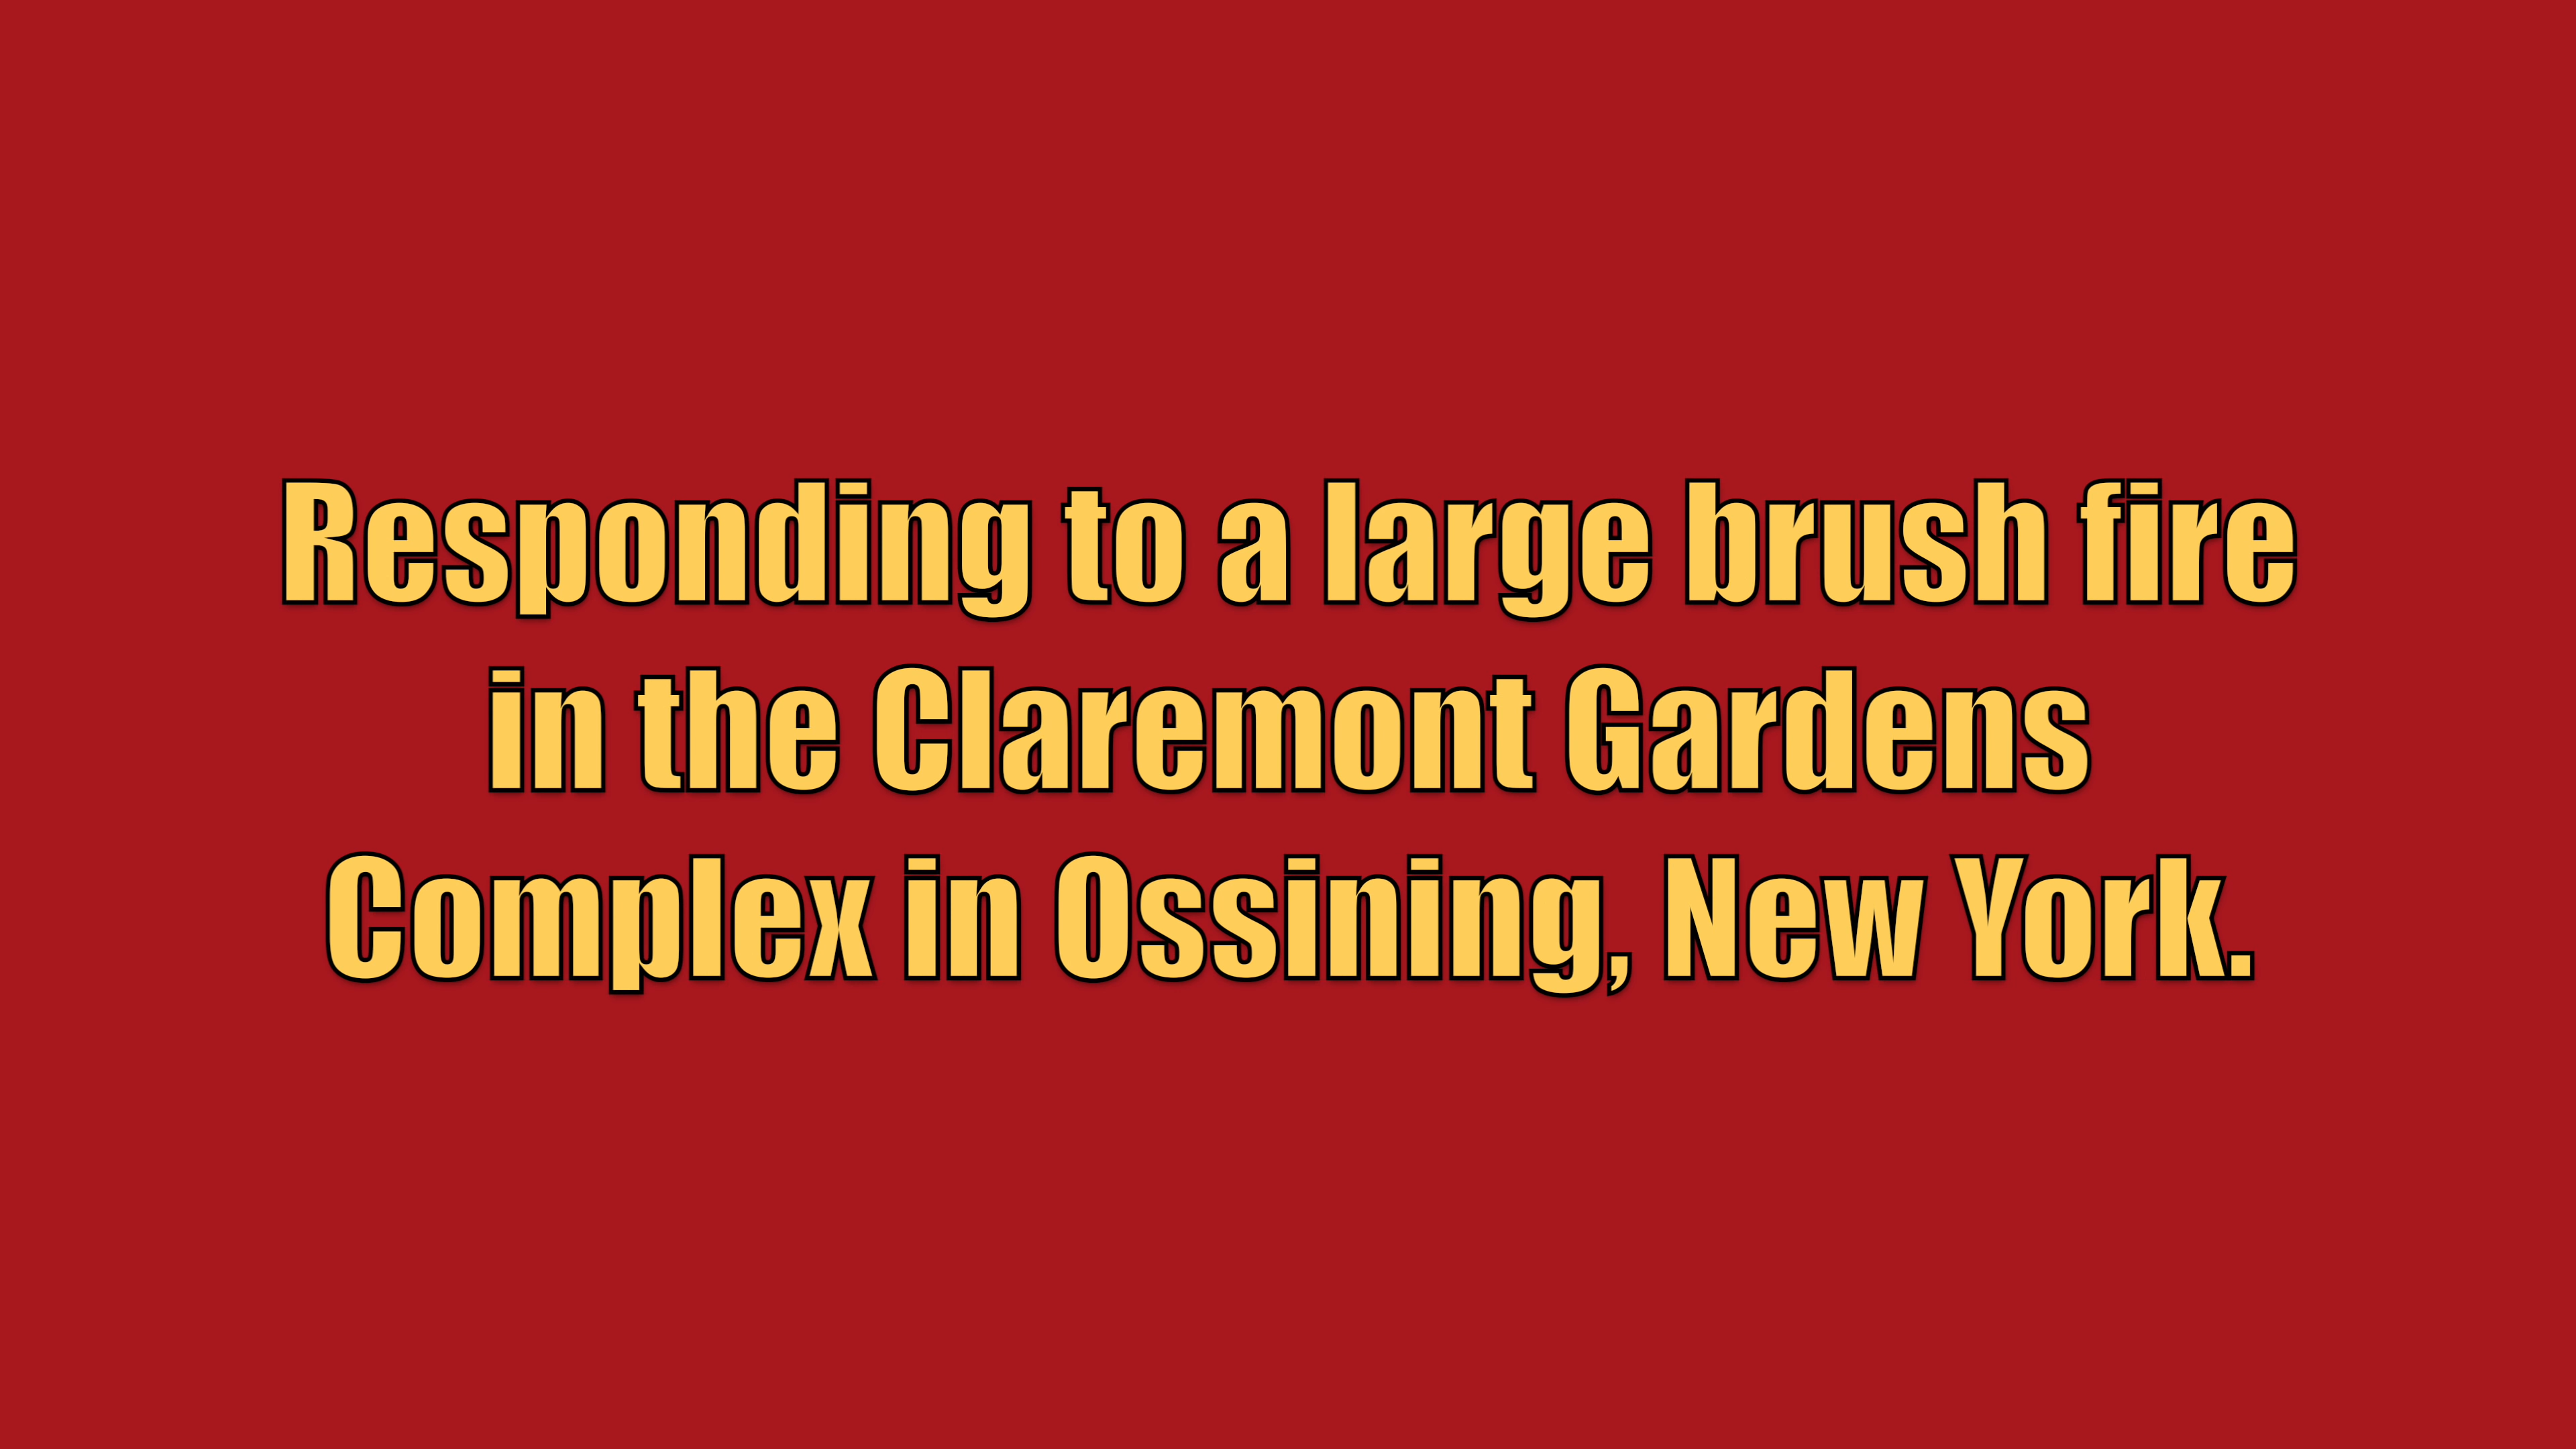 Responding to a large brush fire
in the Claremont Gardens
Complex in Ossining, New York.